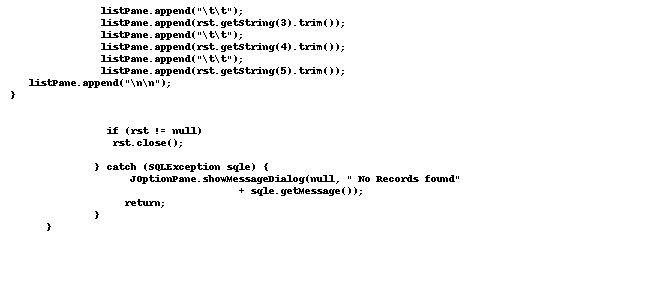 listPane.append("\t\t");
listPane.append(rst.getString(3).trim());
listPane.append("\t\t");
listPane.append(rst.getString(4).trim());
listPane.append("\t\t");
listPane.append(rst.getString(5).trim());
listPane.append("\n\n");
}
if (rst != null)
rst.close();
} catch (SQLException sqle) {
JOptionPane.showMessageDialog(null, " No Records found"
+ sqle.getMessage());
return;
}
}